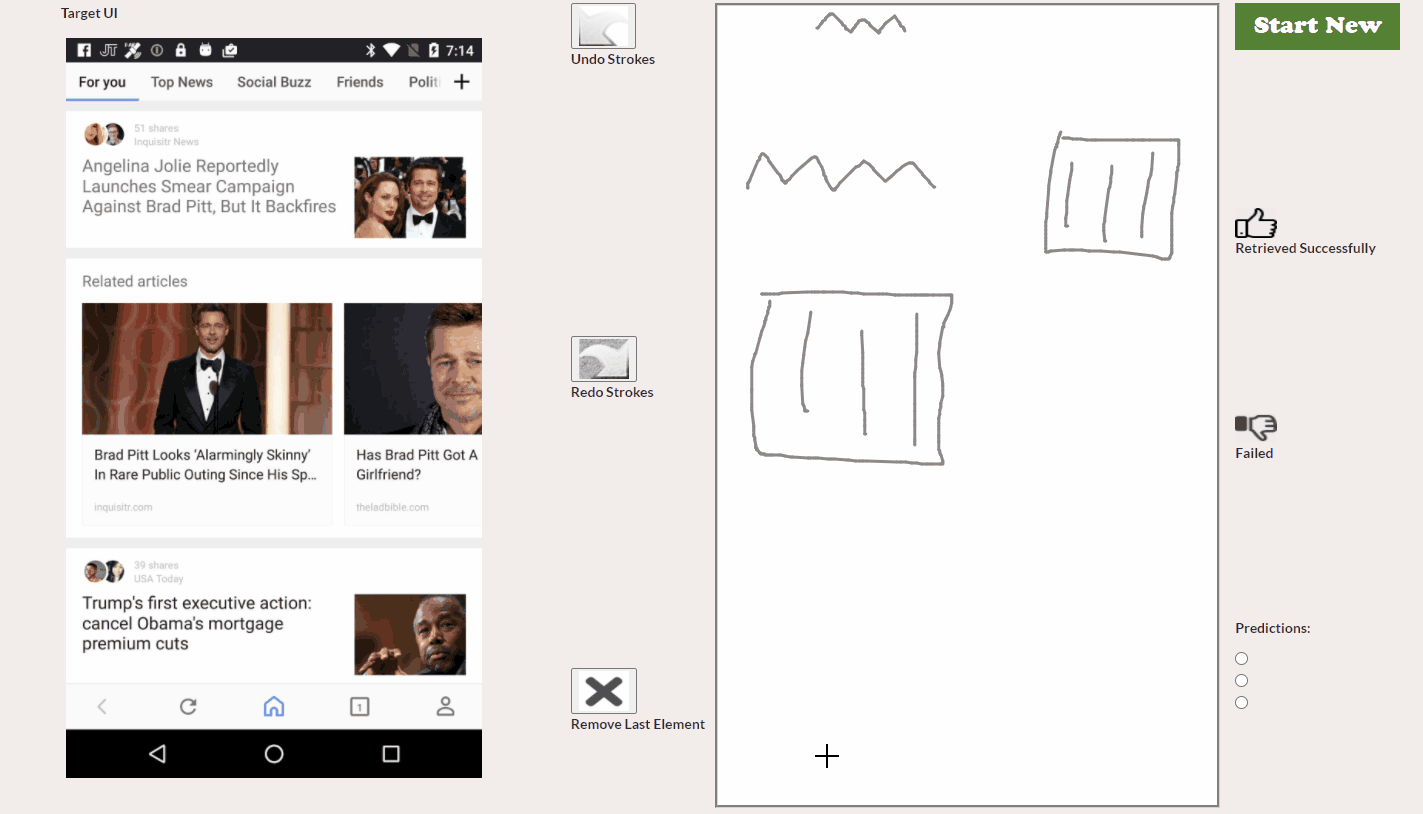 Target UI
7:14
For you Top News Social Buzz Friends Politi
51 shares
Inquisitr News
Angelina Jolie Reportedly
Launches Smear Campaign
Against Brad Pitt, But It Backfires
Related articles
Brad Pitt Looks ‘Alarmingly Skinny’
In Rare Public Outing Since His Sp...
inquisitr.com
Has Brad Pitt Got A
Girlfriend?
theladbible.com
39 shares
USA Today
Trump's first executive action:
cancel Obama's mortgage
premium cuts
1
Undo Strokes
Redo Strokes
Remove Last Element
Start New
Retrieved Successfully
Failed
Predictions: